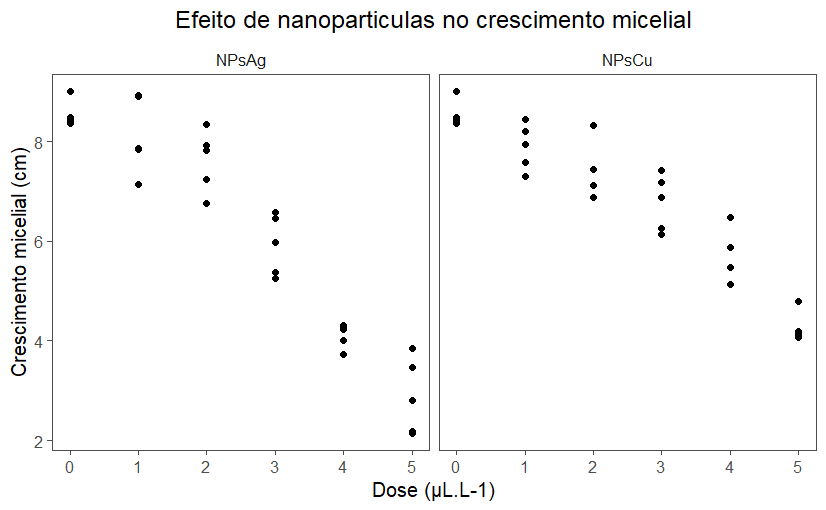 Efeito de nanoparticulas no crescimento micelial
NPsAg
NPsCu
Crescimento micelial (cm)
8
6
4
2
0 1 2 3 4 5
0 1 2 3 4 5
Dose (µL.L-1)